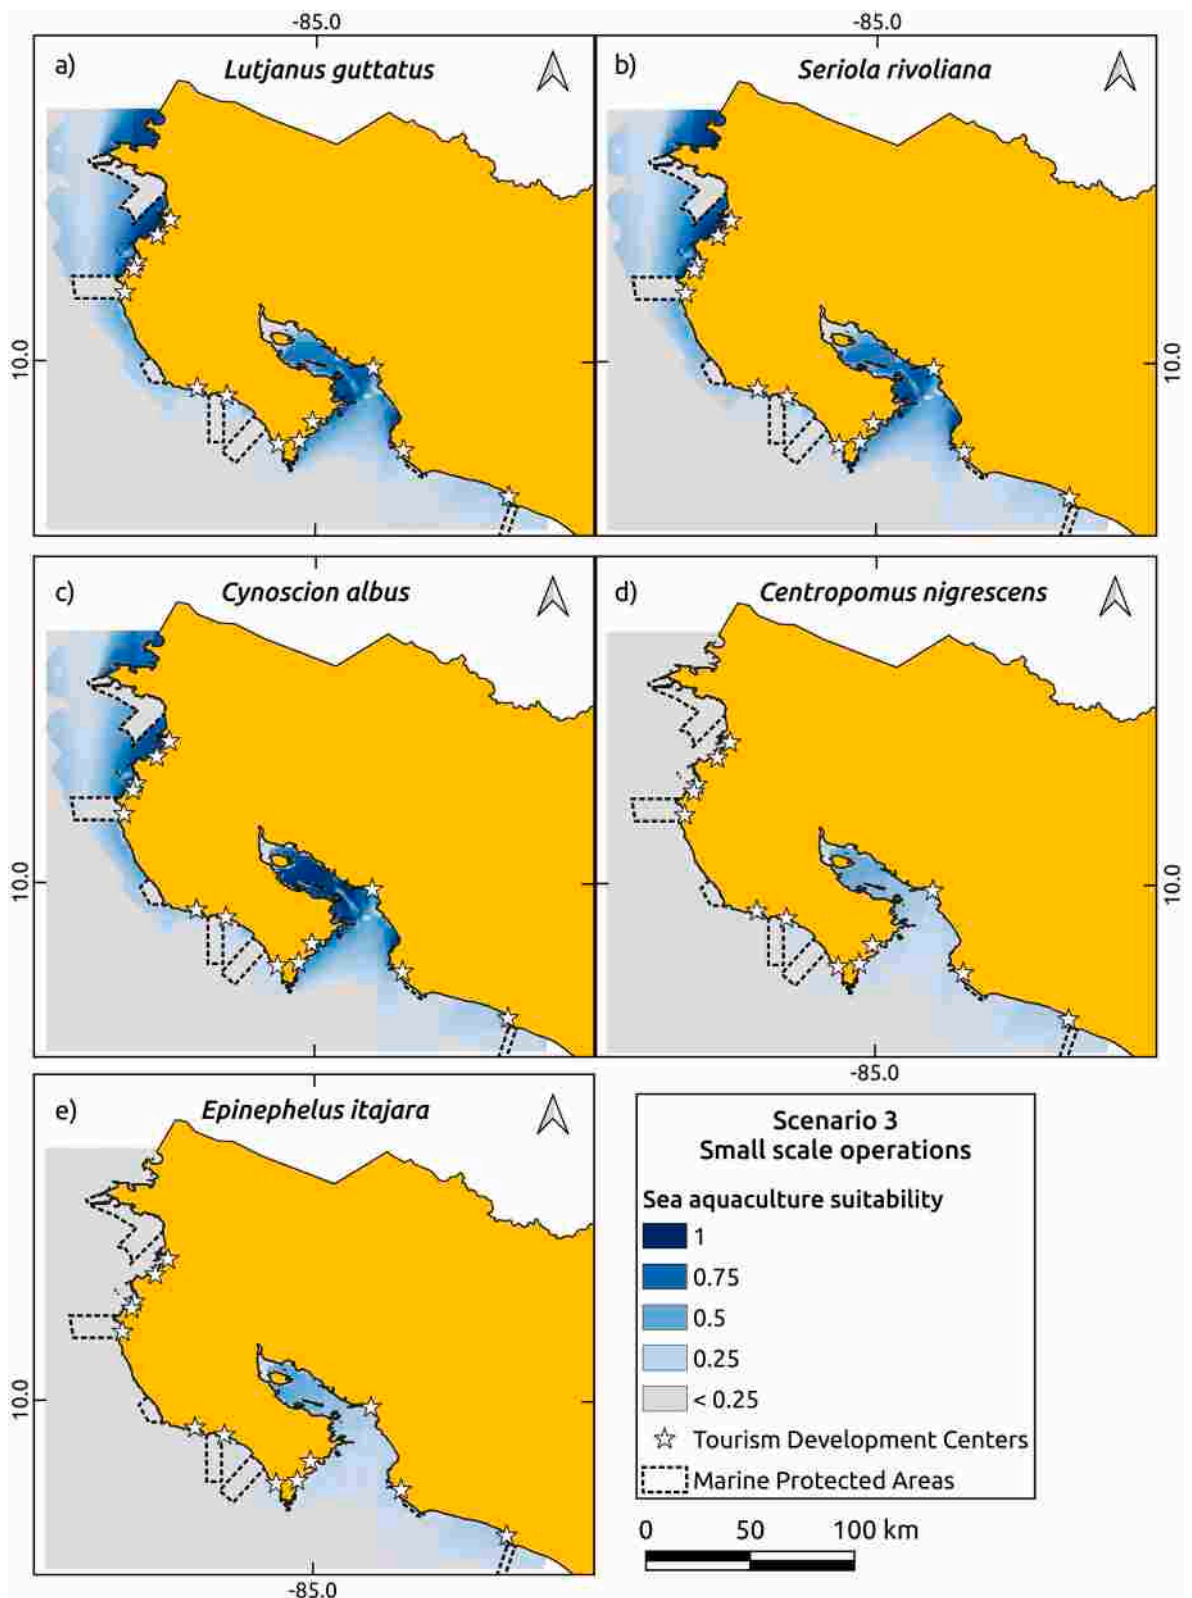 -85.0
-85.0
a)
Lutjanus guttatus
b)
Seriola rivoliana
10.0
10.0
c)
Cynoscion albus
d)
Centropomus nigrescens
10.0
10.0
-85.0
e)
Epinephelus itajara
10.0
-85.0
Scenario 3
Small scale operations
Sea aquaculture suitability
1
0.75
0.5
0.25
< 0.25
Tourism Development Centers
Marine Protected Areas
0 50 100 km